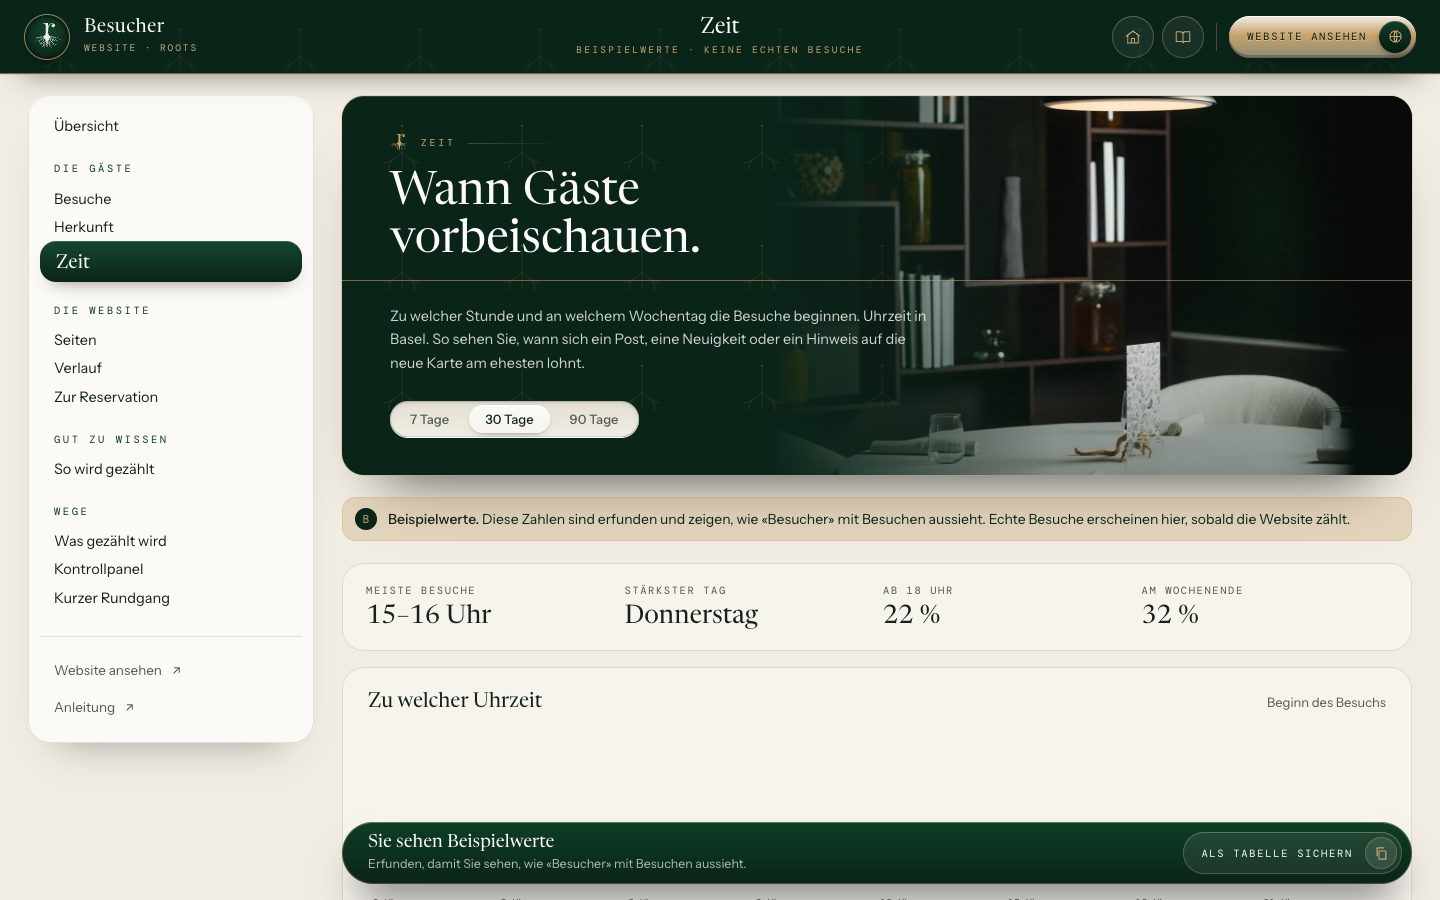 Besucher
WEBSITE · ROOTS
Zeit
BEISPIELWERTE · KEINE ECHTEN BESUCHE
WEBSITE ANSEHEN
Übersicht
DIE GÄSTE
Besuche
Herkunft
Zeit
DIE WEBSITE
Seiten
Verlauf
Zur Reservation
GUT ZU WISSEN
So wird gezählt
WEGE
Was gezählt wird
Kontrollpanel
Kurzer Rundgang
Website ansehen
Anleitung
ZEIT
Wann Gäste
vorbeischauen.
Zu welcher Stunde und an welchem Wochentag die Besuche beginnen. Uhrzeit in
Basel. So sehen Sie, wann sich ein Post, eine Neuigkeit oder ein Hinweis auf die
neue Karte am ehesten lohnt.
7 Tage 30 Tage 90 Tage
B Beispielwerte. Diese Zahlen sind erfunden und zeigen, wie «Besucher» mit Besuchen aussieht. Echte Besuche erscheinen hier, sobald die Website zählt.
MEISTE BESUCHE
15–16 Uhr
STÄRKSTER TAG
Donnerstag
AB 18 UHR
22 %
AM WOCHENENDE
32 %
Zu welcher Uhrzeit
Beginn des Besuchs
Sie sehen Beispielwerte
Erfunden, damit Sie sehen, wie «Besucher» mit Besuchen aussieht.
ALS TABELLE SICHERN